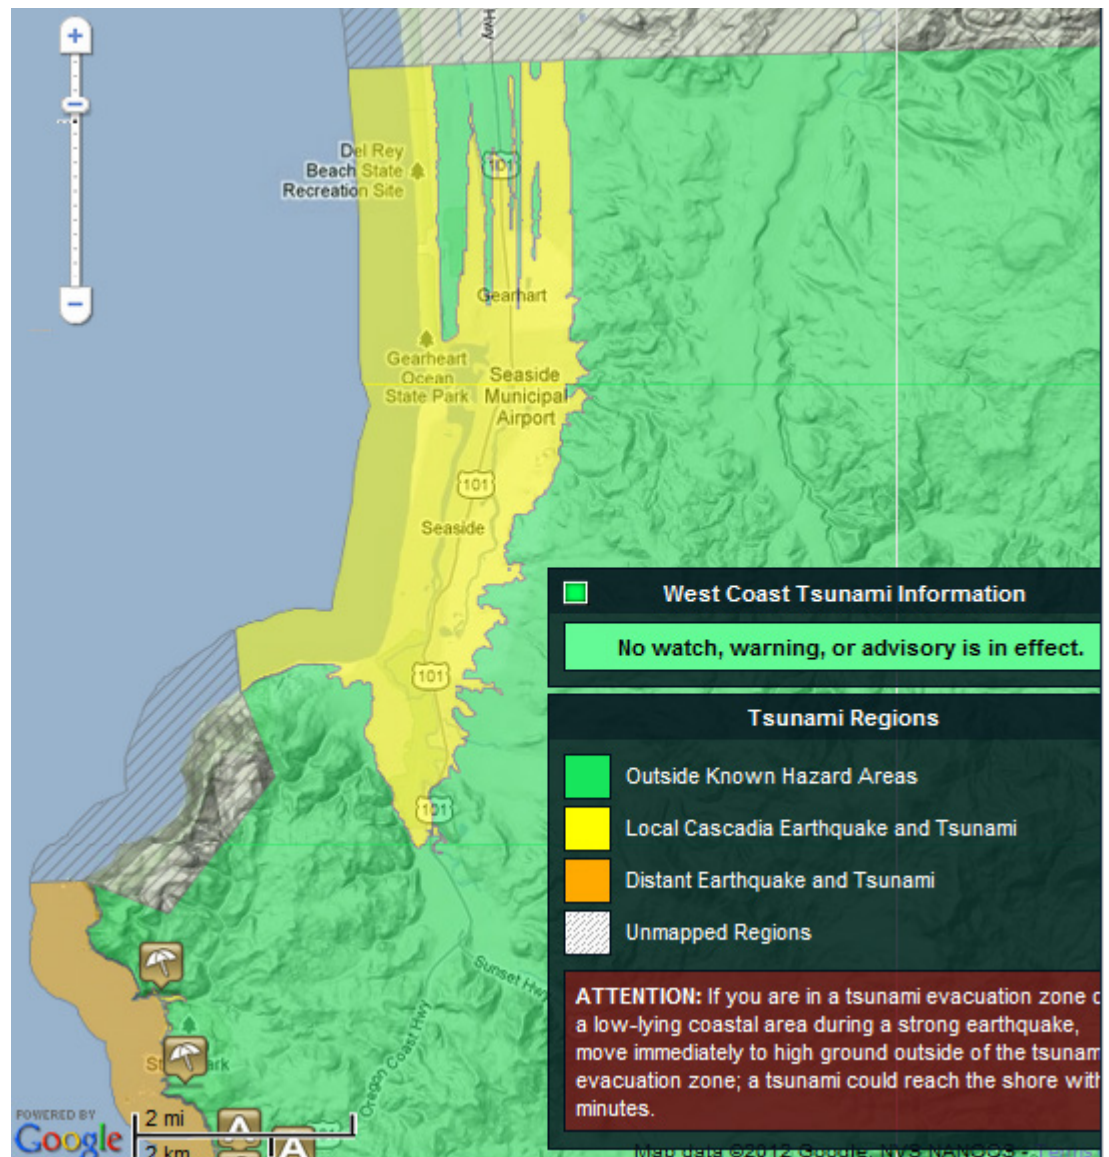 Hwy
Del Rey
Beach State
Recreation Site
101
Gearhart
Gearheart
Ocean
State Park
Seaside
Municipal
Airport
101
Seaside
West Coast Tsunami Information
No watch, warning, or advisory is in effect.
101
Tsunami Regions
Outside Known Hazard Areas
101
Local Cascadia Earthquake and Tsunami
Distant Earthquake and Tsunami
Unmapped Regions
Sunset Hwy
ATTENTION: If you are in a tsunami evacuation zone
a low-lying coastal area during a strong earthquake,
move immediately to high ground outside of the tsunam
evacuation zone; a tsunami could reach the shore with
minutes.
Oregon Coast Hwy
POWERED BY
Google
2 mi
2 km
Map data ©2012 Google, NVS NANOOS -